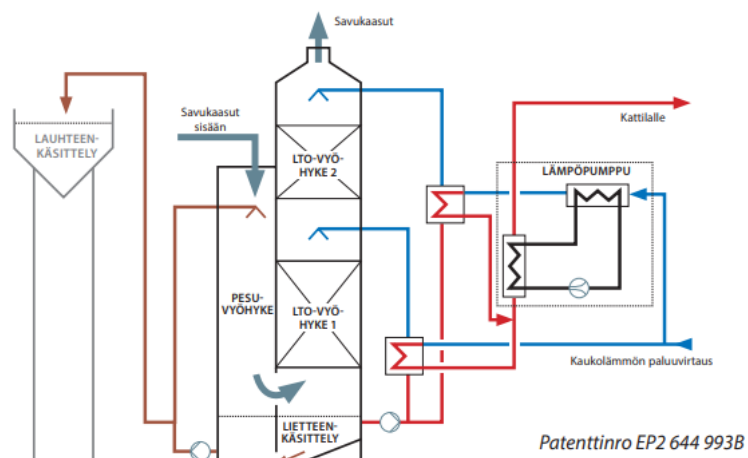 Savukaasut
Savukaasut
sisään
LAUHTEEN-
KÄSITTELY
LTO-VYÖ-
HYKE 2
Kattilalle
LÄMPÖPUMPPU
PESU-
VYÖHYKE
LTO-VYÖ-
HYKE 1
Kaukolämmön paluuvirtaus
LIETTEEN-
KÄSITTELY
Patenttinro EP2 644 993B